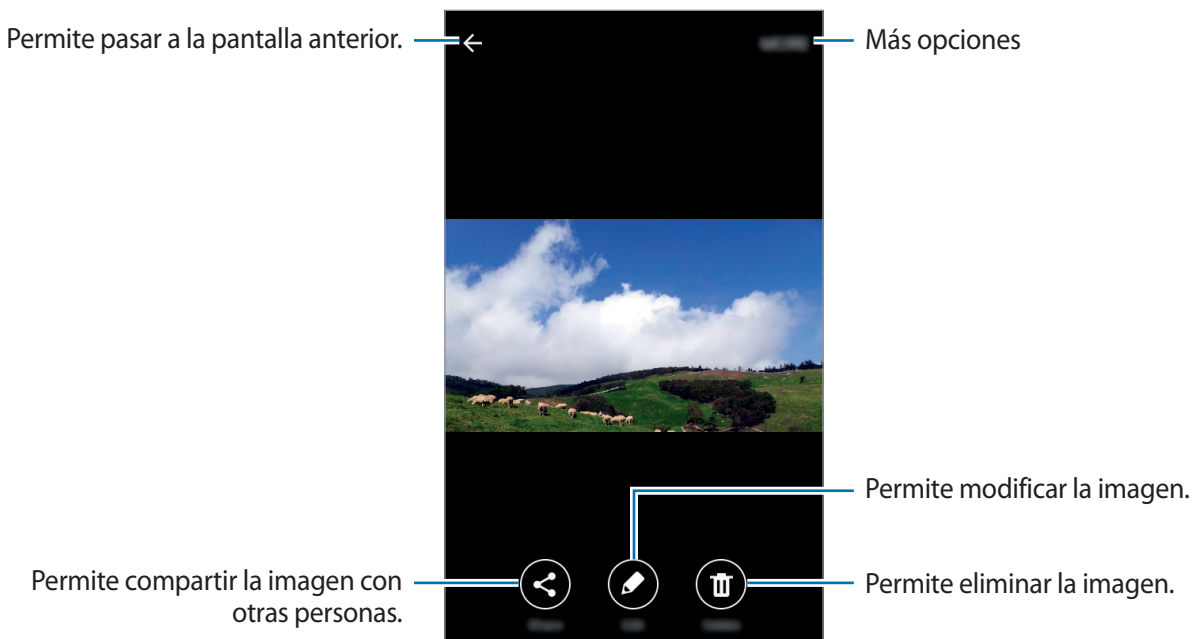 Permite pasar a la pantalla anterior.
Más opciones
Permite modificar la imagen.
Permite compartir la imagen con
otras personas.
Permite eliminar la imagen.